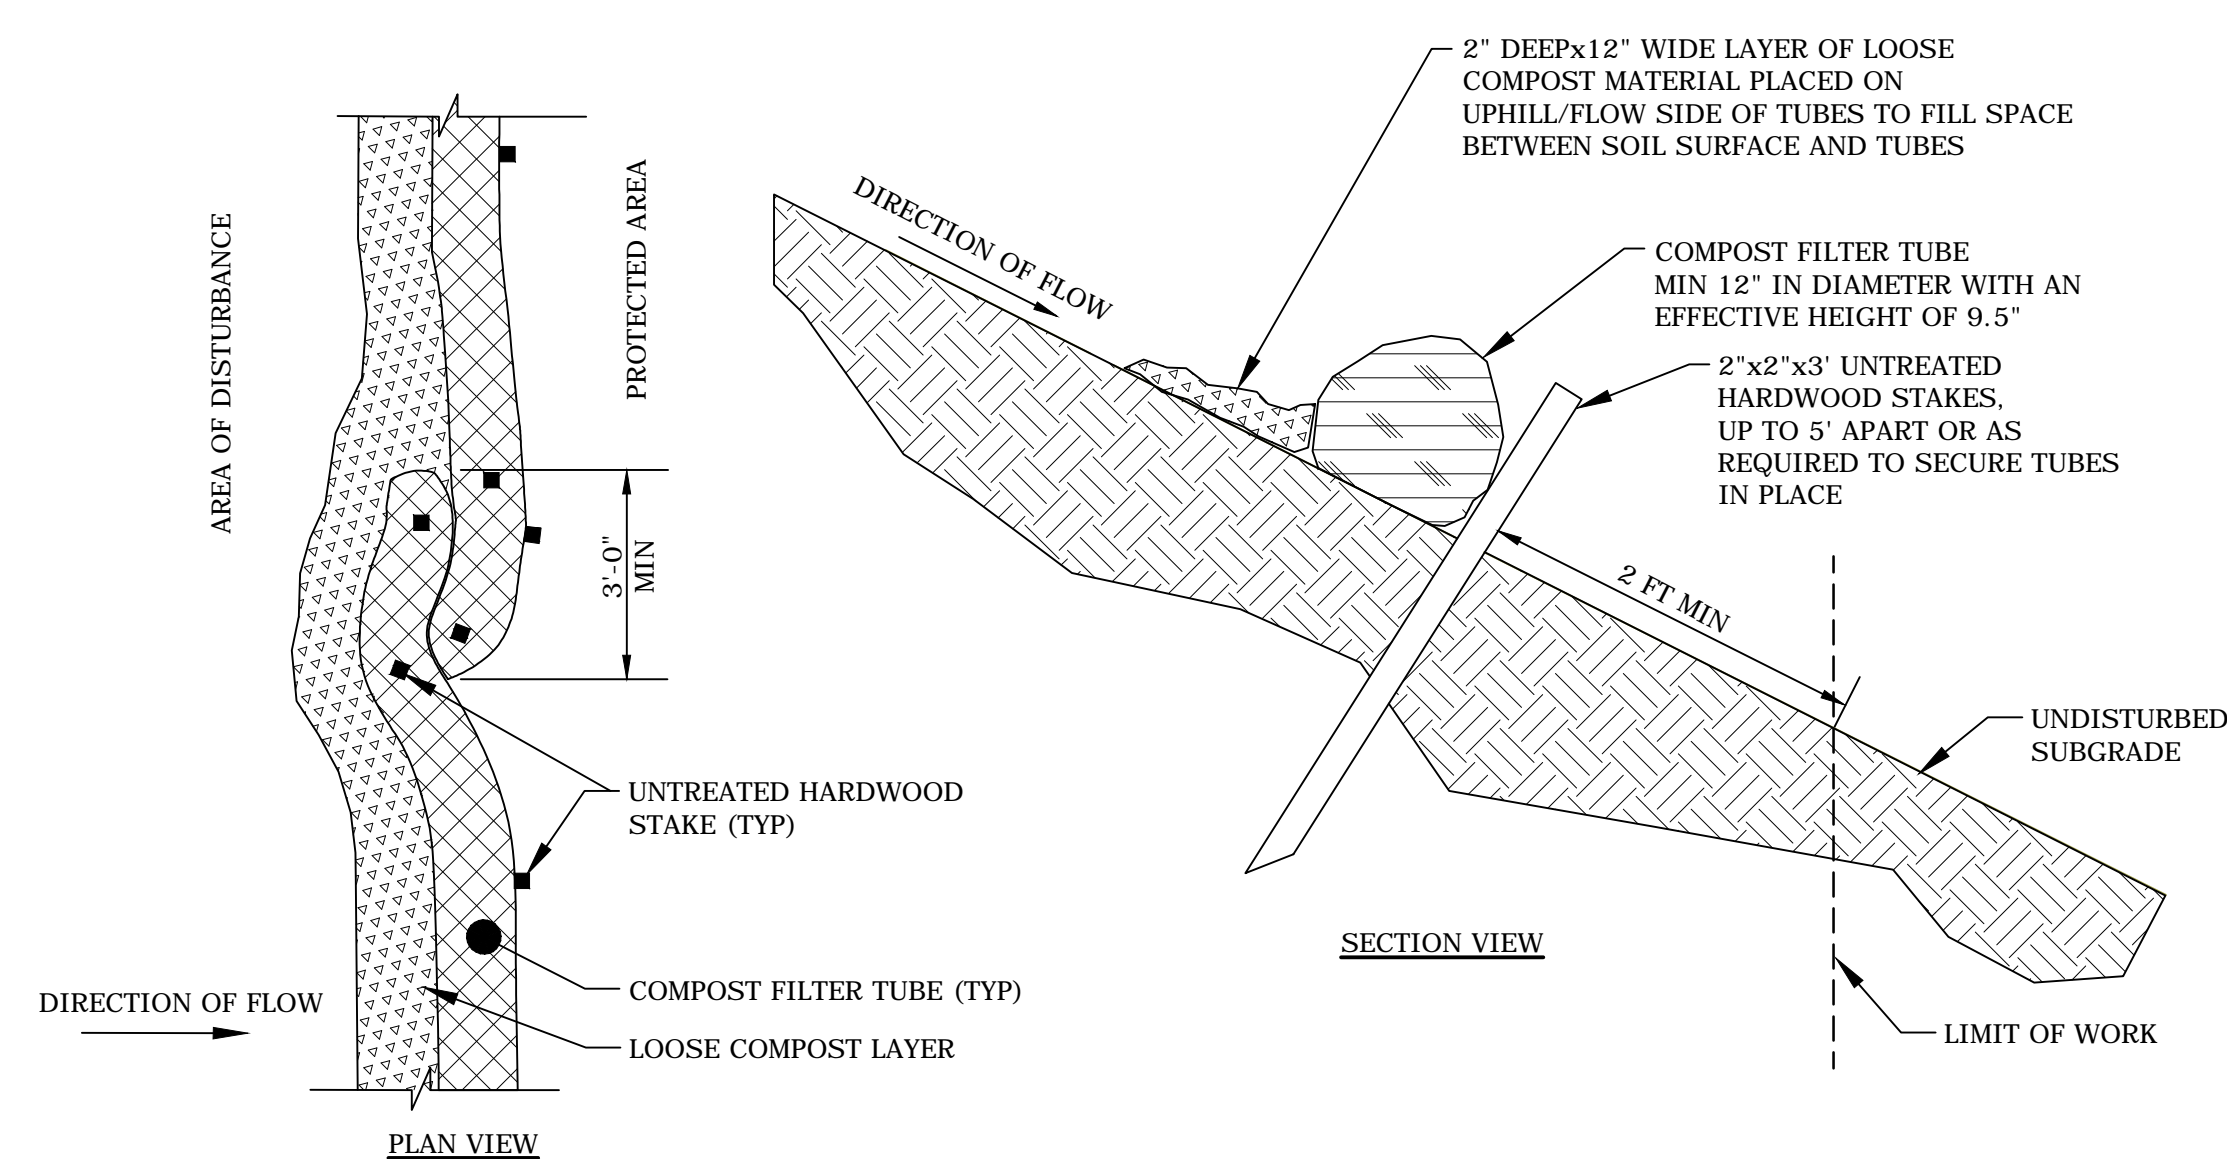 AREA OF DISTURBANCE
PROTECTED AREA
3'-0"
MIN
UNTREATED HARDWOOD
STAKE (TYP)
COMPOST FILTER TUBE (TYP)
LOOSE COMPOST LAYER
DIRECTION OF FLOW
PLAN VIEW
2" DEEPx12" WIDE LAYER OF LOOSE
COMPOST MATERIAL PLACED ON
UPHILL/FLOW SIDE OF TUBES TO FILL SPACE
BETWEEN SOIL SURFACE AND TUBES
DIRECTION OF FLOW
COMPOST FILTER TUBE
MIN 12" IN DIAMETER WITH AN
EFFECTIVE HEIGHT OF 9.5"
2"x2"x3' UNTREATED
HARDWOOD STAKES,
UP TO 5' APART OR AS
REQUIRED TO SECURE TUBES
IN PLACE
2 FT MIN
UNDISTURBED
SUBGRADE
LIMIT OF WORK
SECTION VIEW